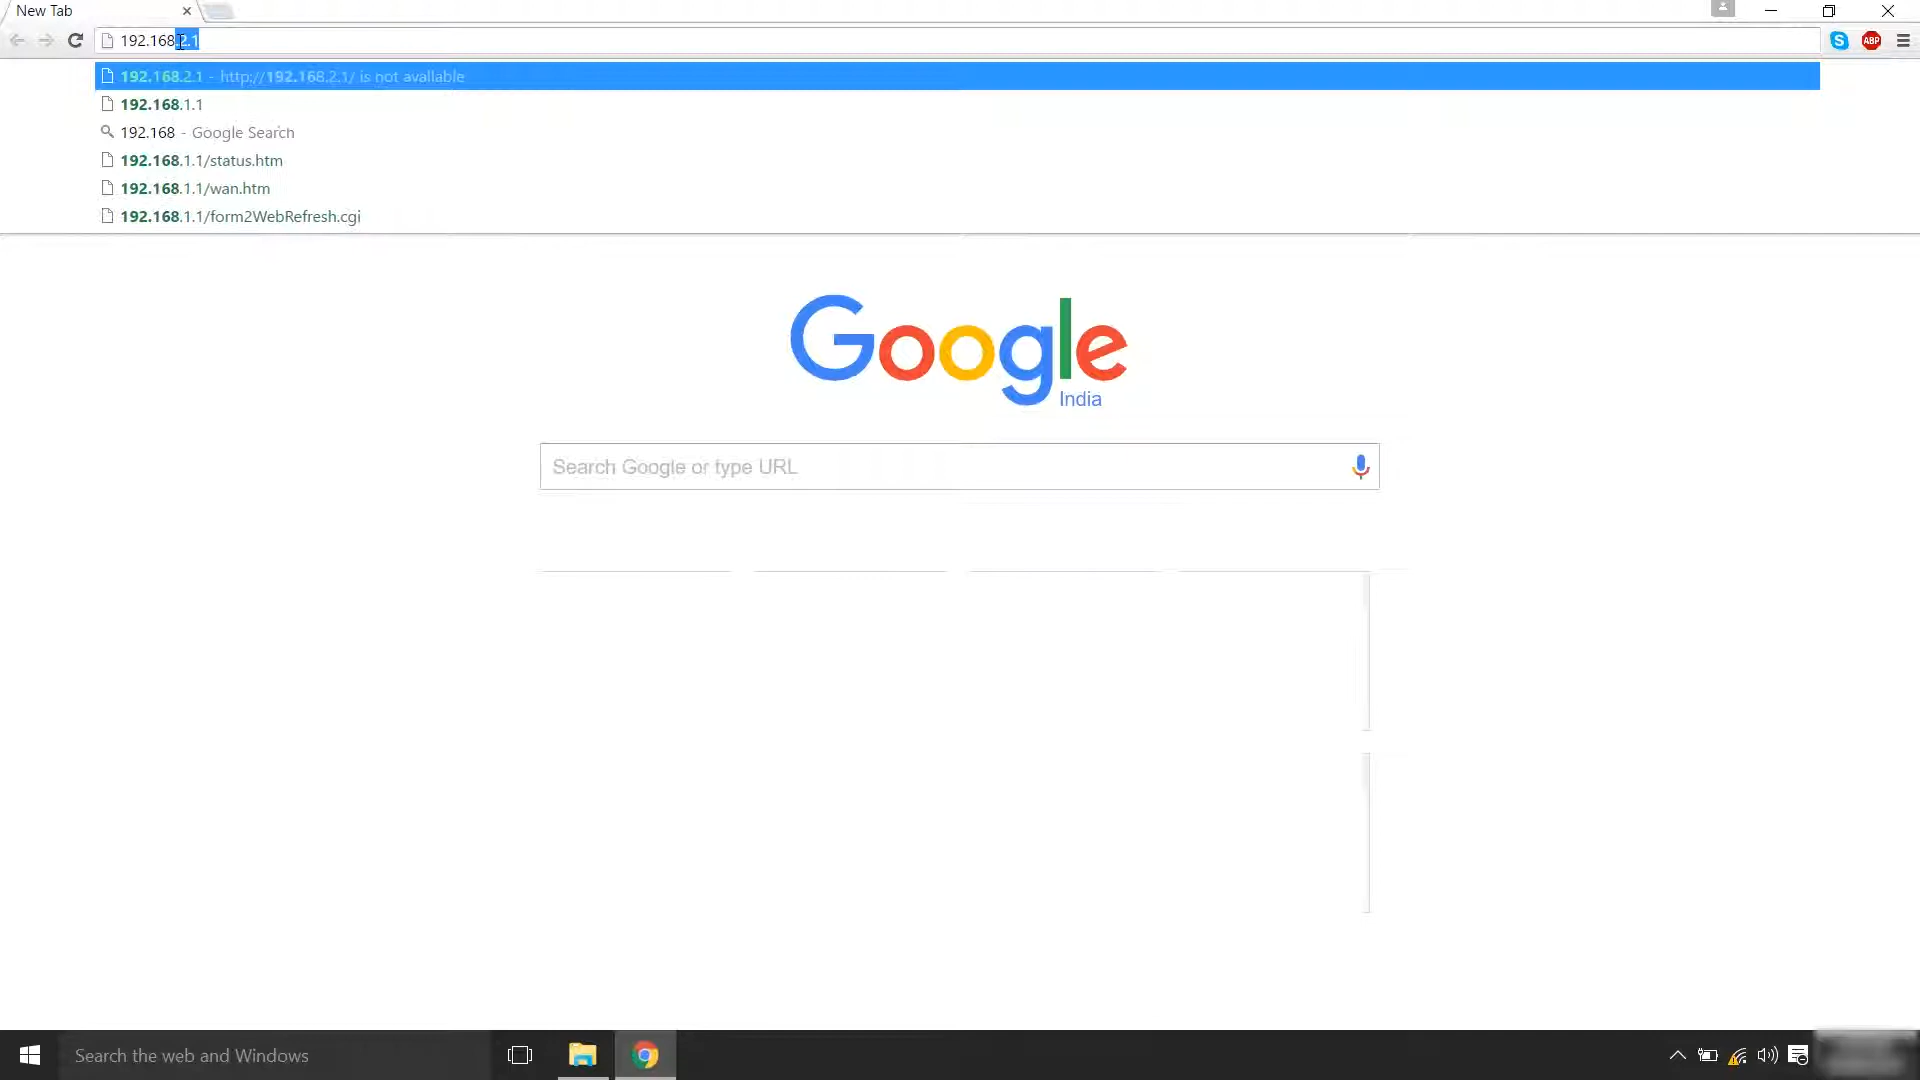 New Tab
192.168.2.1
192.168.2.1 - http://192.168.2.1/ is not available
192.168.1.1
192.168 - Google Search
192.168.1.1/status.htm
192.168.1.1/wan.htm
192.168.1.1/form2WebRefresh.cgi
Google
India
Search Google or type URL
ABP
S
Search the web and Windows